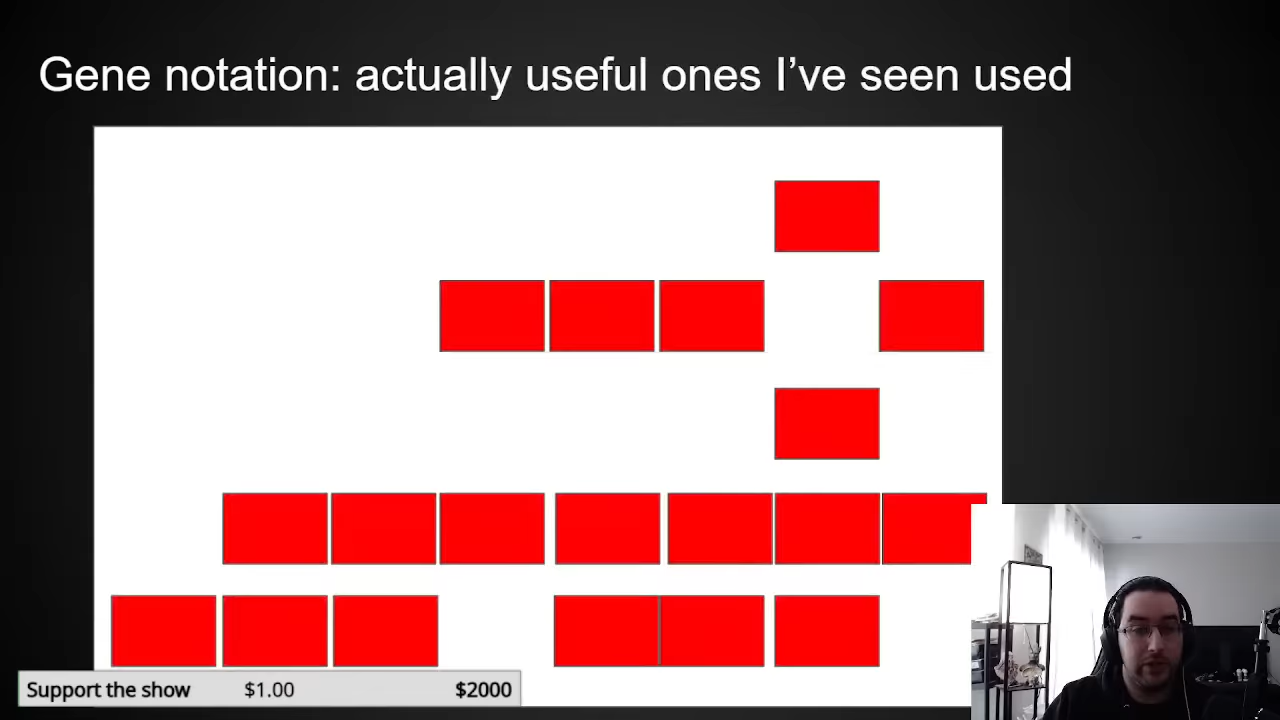 Gene notation: actually useful ones I’ve seen used
Support the show $1.00 $2000